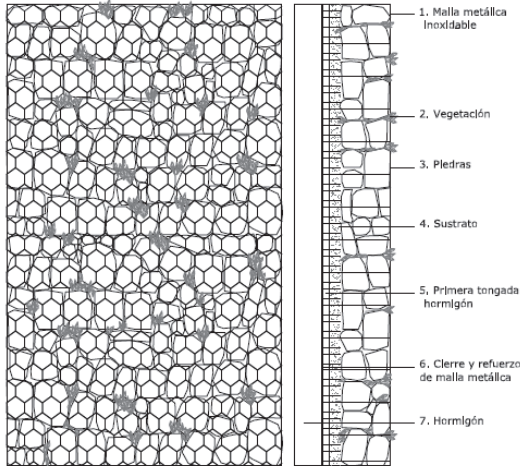 1. Malla metálica
inoxidable
2. Vegetación
3. Piedras
4. Sustrato
5. Primera tongada
hormigón
6. Cierre y refuerzo
de malla metálica
7. Hormigón